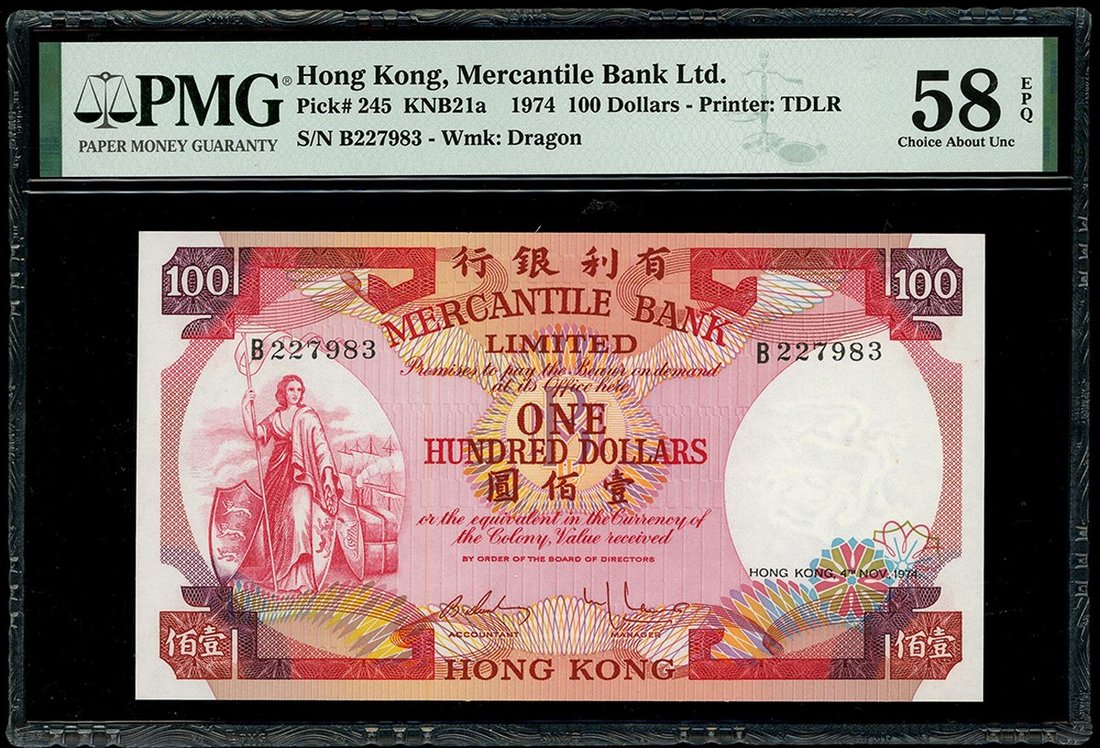 PMG®
PAPER MONEY GUARANTY
Hong Kong, Mercantile Bank Ltd.
Pick# 245 KNB21a 1974 100 Dollars - Printer: TDLR
S/N B227983 - Wmk: Dragon
58 EPQ
Choice About Unc
行銀利有
100 100
MERCANTILE BANK
LIMITED
B227983 B227983
Promises to pay the Bearer on demand
at its Office here
ONE
HUNDRED DOLLARS
圓佰壹
or the equivalent in the Currency of
the Colony, Value received
BY ORDER OF THE BOARD OF DIRECTORS
HONG KONG, 4TH NOV. 1974.
ACCOUNTANT MANAGER
佰壹 佰壹
HONG KONG
PMG